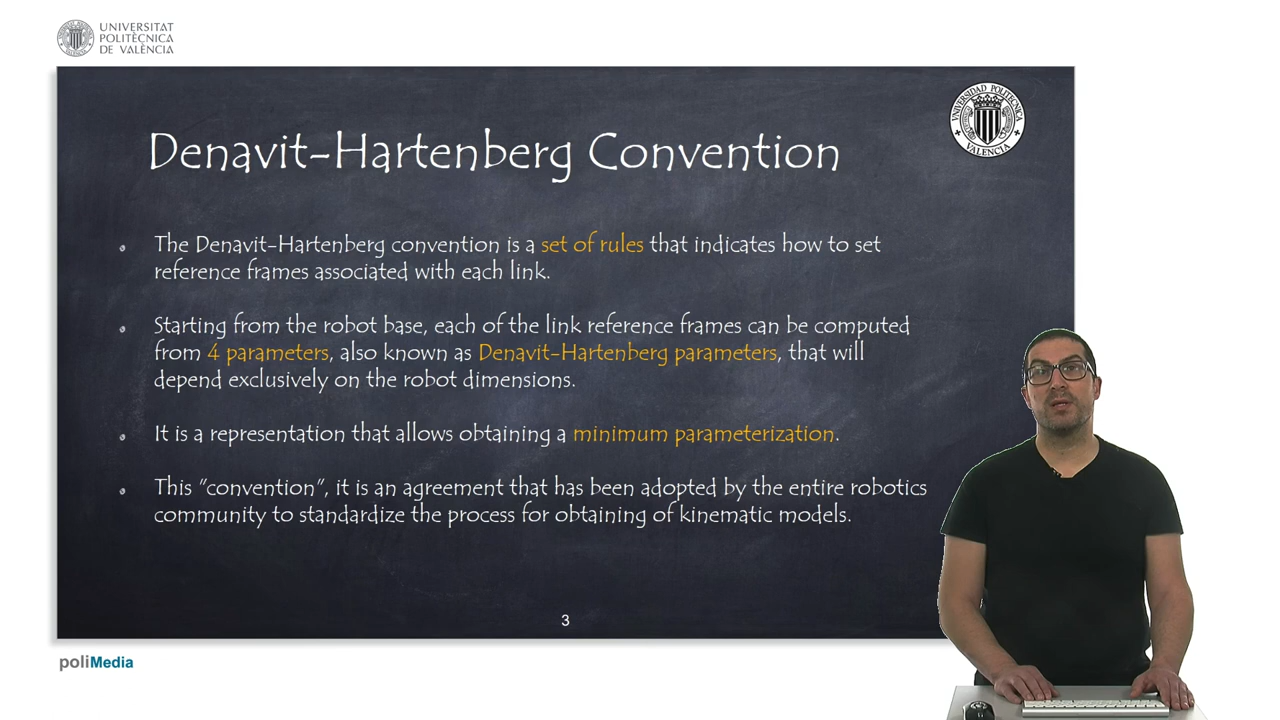 UNIVERSITAT
POLITÈCNICA
DE VALÈNCIA
UNIVERSIDAD POLITECNICA
VALENCIA
Denavit-Hartenberg Convention
The Denavit-Hartenberg convention is a set of rules that indicates how to set
reference frames associated with each link.
Starting from the robot base, each of the link reference frames can be computed
from 4 parameters, also known as Denavit-Hartenberg parameters, that will
depend exclusively on the robot dimensions.
It is a representation that allows obtaining a minimum parameterization.
This "convention", it is an agreement that has been adopted by the entire robotics
community to standardize the process for obtaining of kinematic models.
3
poliMedia